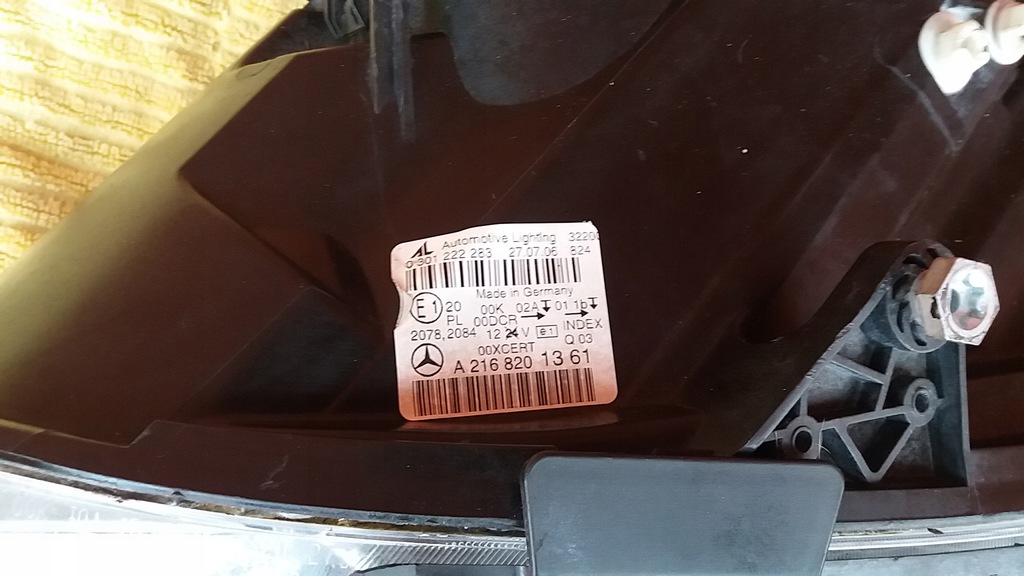 AL Automotive Lighting 32200
0 301 222 283 27.07.06 824
Made in Germany
E1 20 00K 02A 01 1b
PL 00DCR INDEX
2078,2084 12 V e1 Q 03
00XCERT
A 216 820 13 61